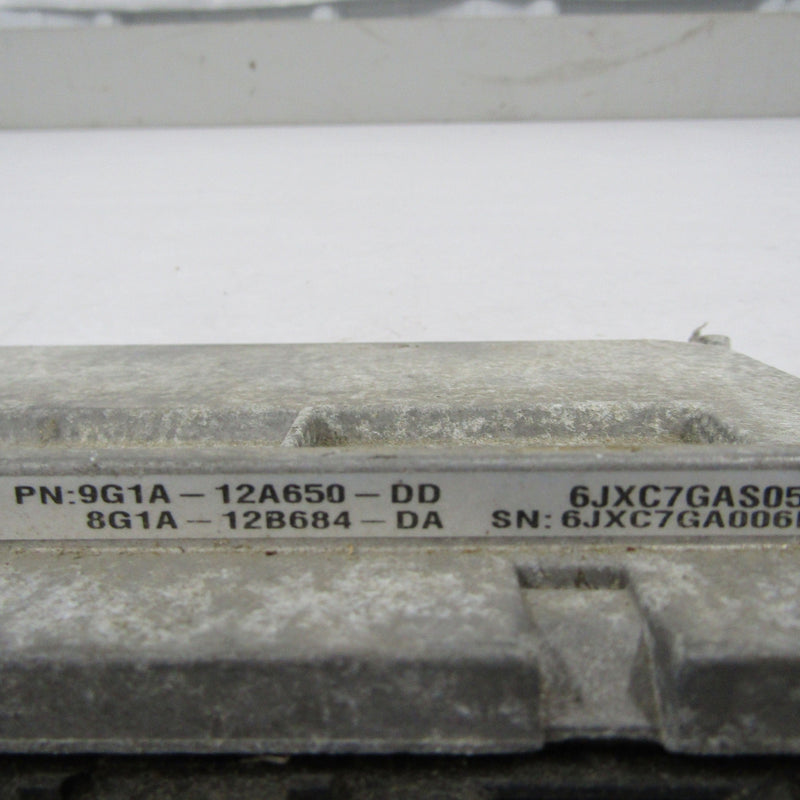 PN:9G1A-12A650-DD 6JXC7GAS05
8G1A-12B684-DA SN: 6JXC7GA006